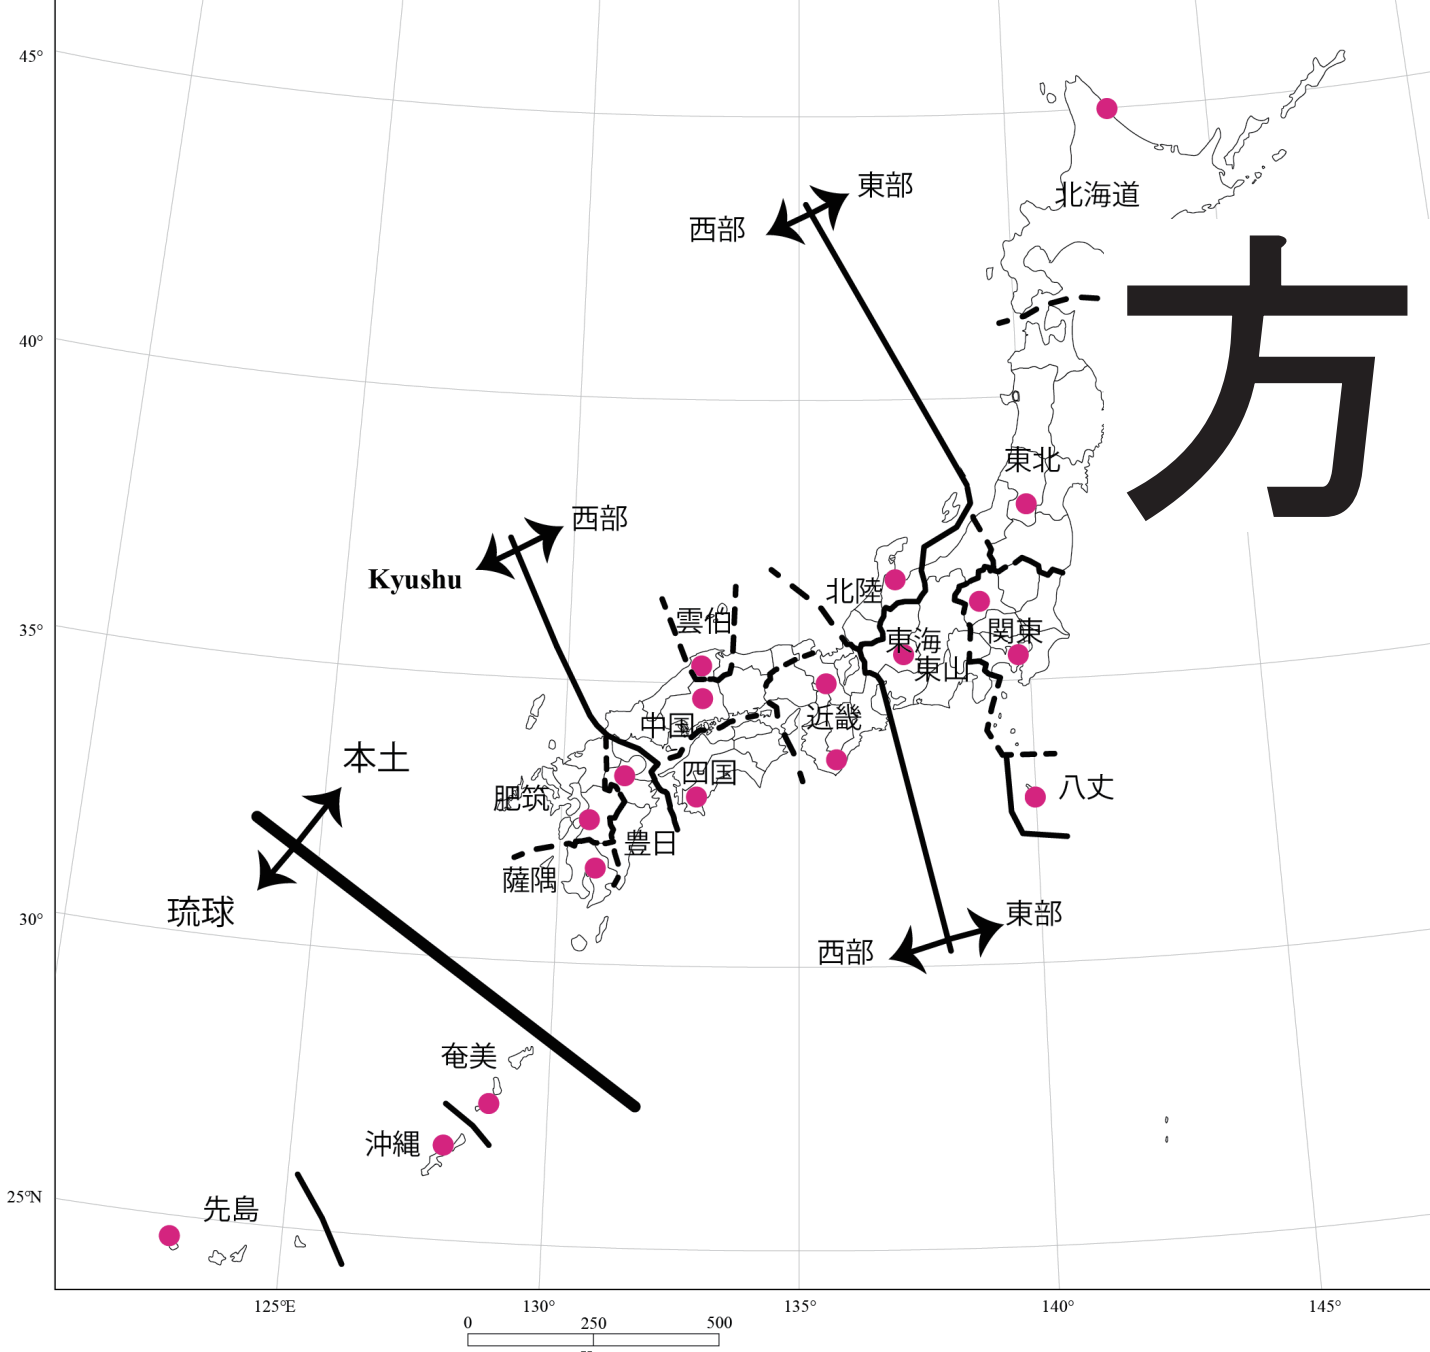 45°
東部
西部
北海道
方
40°
東北
西部
Kyushu
北陸
35°
雲伯
関東
東海
東山
中国
近畿
本土
四国
肥筑
八丈
豊日
薩隅
琉球
30°
東部
西部
奄美
沖縄
25°N
先島
125°E
130°
135°
140°
145°
0
250
500